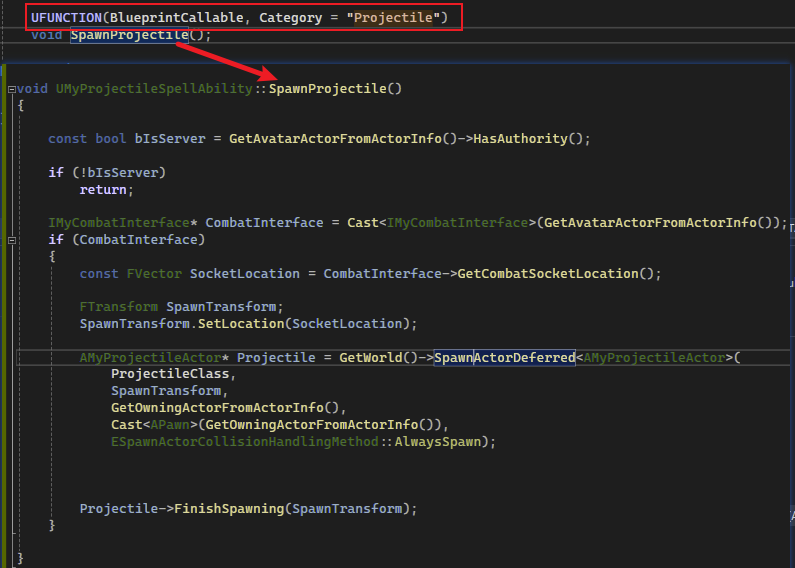 UFUNCTION(BlueprintCallable, Category = "Projectile")
void SpawnProjectile();
void UMyProjectileSpellAbility::SpawnProjectile()
{
const bool bIsServer = GetAvatarActorFromActorInfo()->HasAuthority();
if (!bIsServer)
return;
IMyCombatInterface* CombatInterface = Cast<IMyCombatInterface>(GetAvatarActorFromActorInfo());
if (CombatInterface)
{
const FVector SocketLocation = CombatInterface->GetCombatSocketLocation();
FTransform SpawnTransform;
SpawnTransform.SetLocation(SocketLocation);
AMyProjectileActor* Projectile = GetWorld()->SpawnActorDeferred<AMyProjectileActor>(
ProjectileClass,
SpawnTransform,
GetOwningActorFromActorInfo(),
Cast<APawn>(GetOwningActorFromActorInfo()),
ESpawnActorCollisionHandlingMethod::AlwaysSpawn);
Projectile->FinishSpawning(SpawnTransform);
}
}